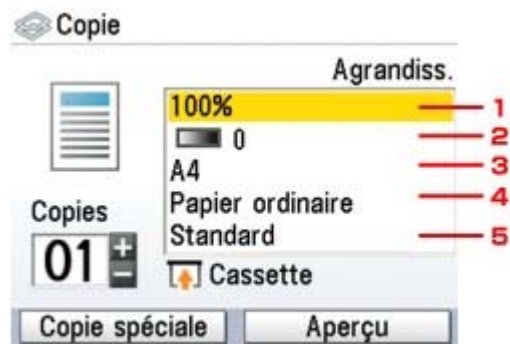 Copie
Agrandiss.
100% 1
0 2
A4 3
Papier ordinaire 4
Standard 5
Copies
01 + -
Cassette
Copie spéciale Aperçu